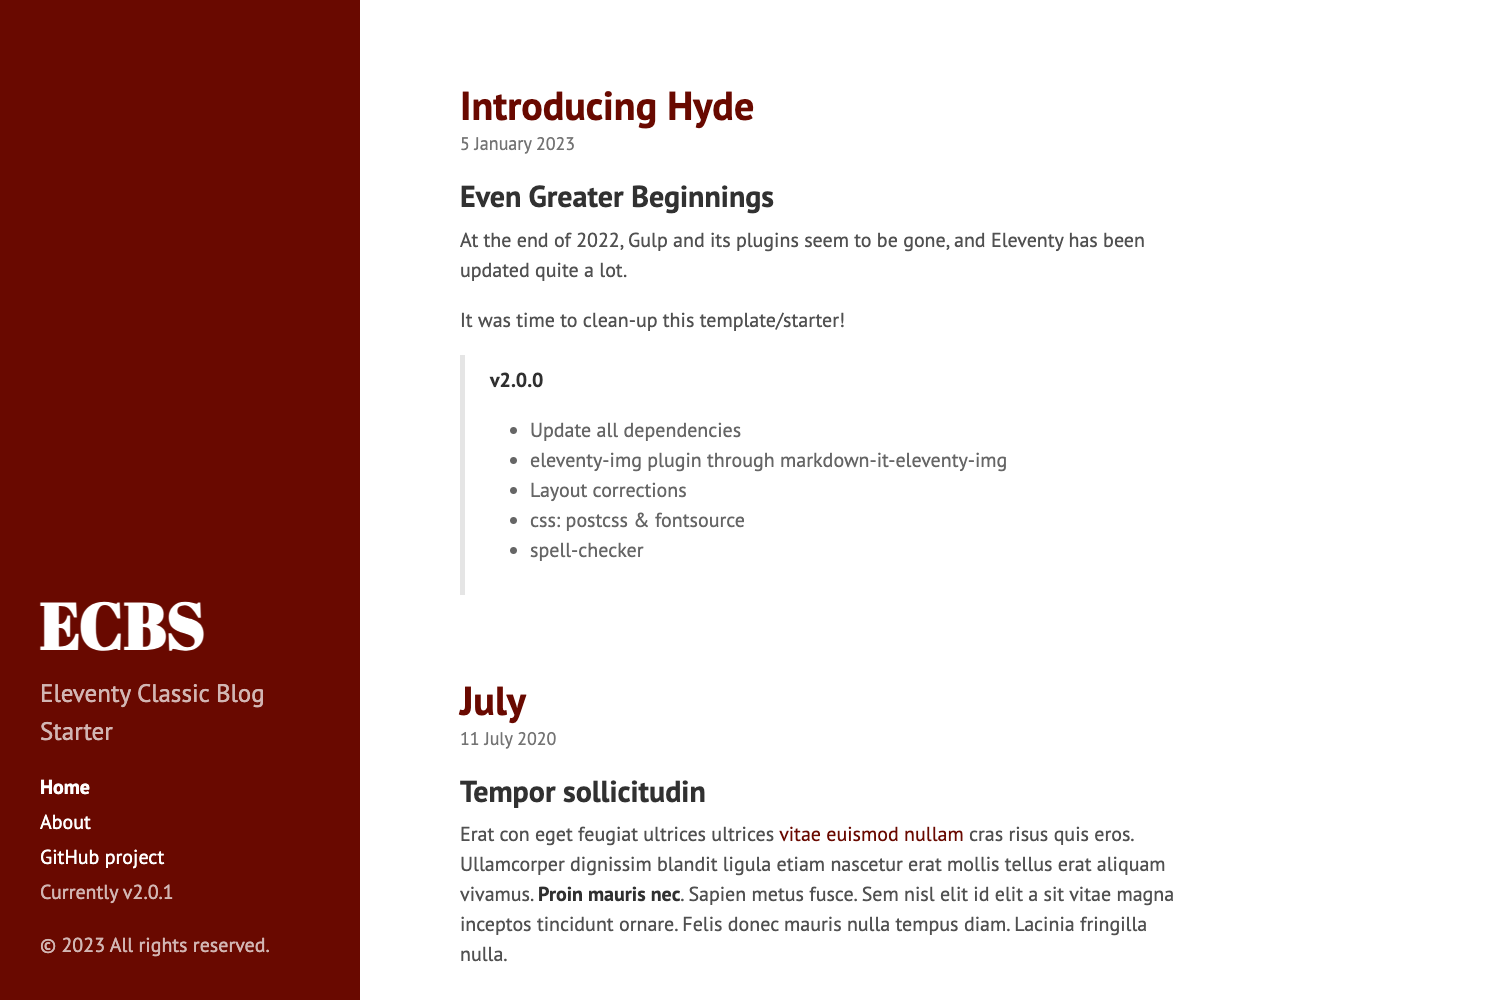 ECBS
Eleventy Classic Blog
Starter
Home
About
GitHub project
Currently v2.0.1
© 2023 All rights reserved.
Introducing Hyde
5 January 2023
Even Greater Beginnings
At the end of 2022, Gulp and its plugins seem to be gone, and Eleventy has been
updated quite a lot.
It was time to clean-up this template/starter!
v2.0.0
• Update all dependencies
• eleventy-img plugin through markdown-it-eleventy-img
• Layout corrections
• css: postcss & fontsource
• spell-checker
July
11 July 2020
Tempor sollicitudin
Erat con eget feugiat ultrices ultrices vitae euismod nullam cras risus quis eros.
Ullamcorper dignissim blandit ligula etiam nascetur erat mollis tellus erat aliquam
vivamus. Proin mauris nec. Sapien metus fusce. Sem nisl elit id elit a sit vitae magna
inceptos tincidunt ornare. Felis donec mauris nulla tempus diam. Lacinia fringilla
nulla.